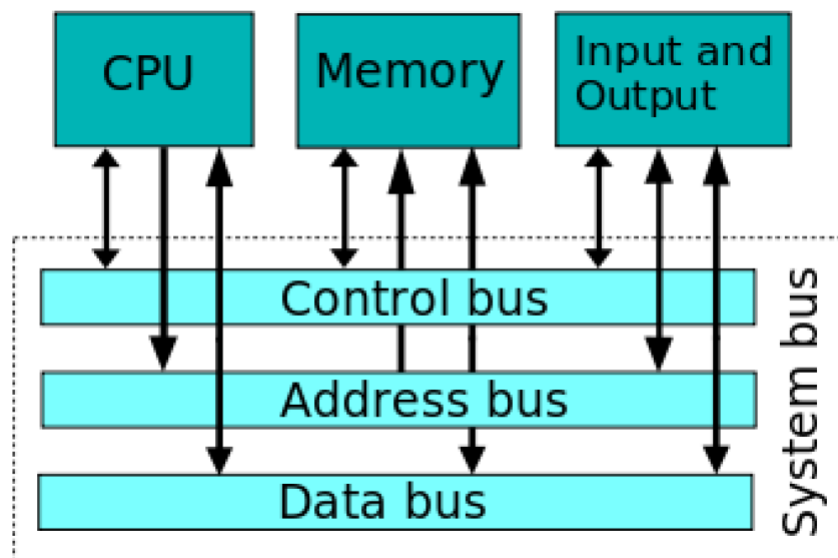 CPU
Memory
Input and
Output
Control bus
Address bus
Data bus
System bus